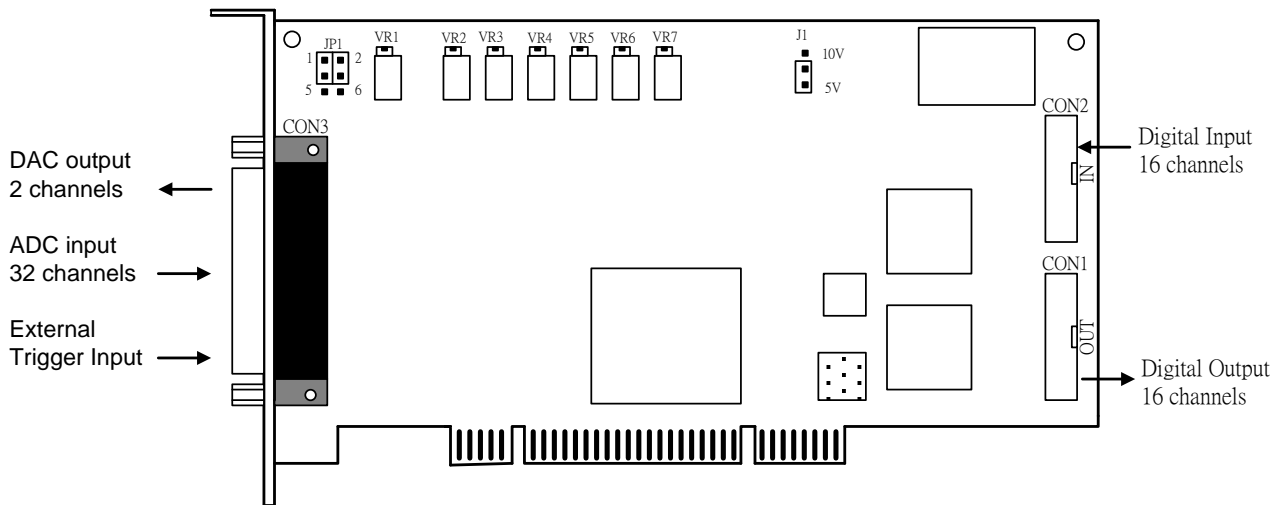 JP1
1 2
5 6
VR1 VR2 VR3 VR4 VR5 VR6 VR7
J1
10V
5V
CON3
CON2
IN
CON1
OUT
DAC output
2 channels
ADC input
32 channels
External
Trigger Input
Digital Input
16 channels
Digital Output
16 channels